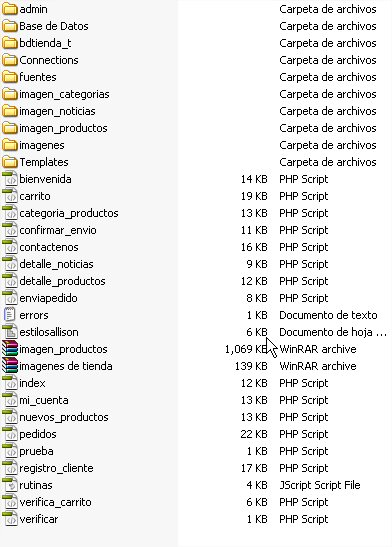 admin Carpeta de archivos
Base de Datos Carpeta de archivos
bdtienda_t Carpeta de archivos
Connections Carpeta de archivos
fuentes Carpeta de archivos
imagen_categorias Carpeta de archivos
imagen_noticias Carpeta de archivos
imagen_productos Carpeta de archivos
imagenes Carpeta de archivos
Templates Carpeta de archivos
bienvenida 14 KB PHP Script
carrito 19 KB PHP Script
categoria_productos 13 KB PHP Script
confirmar_envio 11 KB PHP Script
contactenos 16 KB PHP Script
detalle_noticias 9 KB PHP Script
detalle_productos 12 KB PHP Script
enviapedido 8 KB PHP Script
errors 1 KB Documento de texto
estilosallison 6 KB Documento de hoja ...
imagen_productos 1,069 KB WinRAR archive
imagenes de tienda 139 KB WinRAR archive
index 12 KB PHP Script
mi_cuenta 13 KB PHP Script
nuevos_productos 13 KB PHP Script
pedidos 22 KB PHP Script
prueba 1 KB PHP Script
registro_cliente 17 KB PHP Script
rutinas 4 KB JScript Script File
verifica_carrito 6 KB PHP Script
verificar 1 KB PHP Script